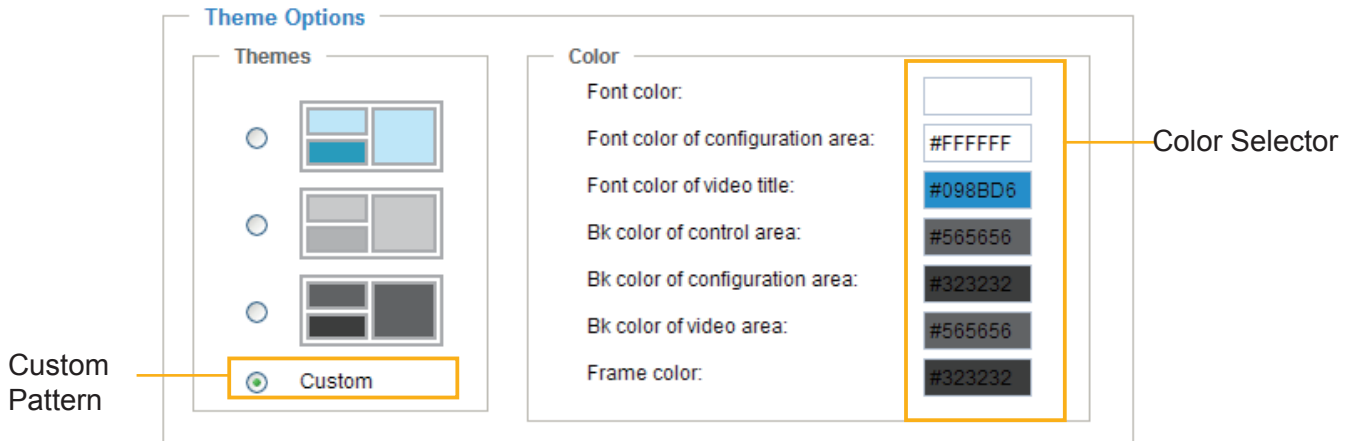 Theme Options
Themes
Custom
Color
Font color:
Font color of configuration area: #FFFFFF
Font color of video title: #098BD6
Bk color of control area: #565656
Bk color of configuration area: #323232
Bk color of video area: #565656
Frame color: #323232
Color Selector
Custom
Pattern